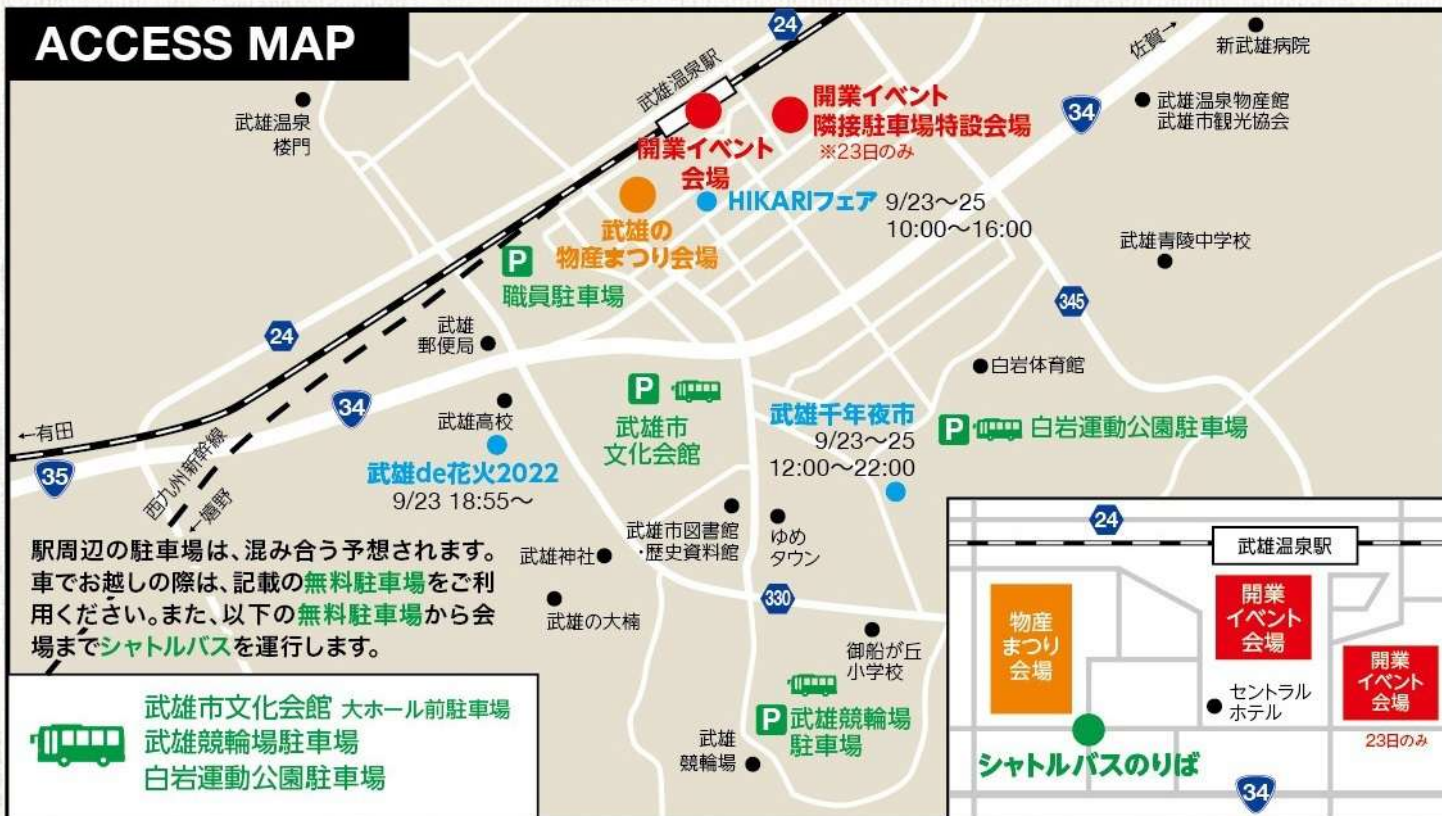 ACCESS MAP
24
佐賀→
新武雄病院
武雄温泉駅
武雄温泉
楼門
開業イベント
隣接駐車場特設会場
※23日のみ
34
武雄温泉物産館
武雄市観光協会
開業イベント
会場
HIKARIフェア 9/23〜25
10:00〜16:00
武雄の
物産まつり会場
武雄青陵中学校
P
職員駐車場
345
24
武雄
郵便局
白岩体育館
34
P
武雄市
文化会館
武雄高校
武雄千年夜市
9/23〜25
12:00〜22:00
P
白岩運動公園駐車場
←有田
35
西九州新幹線
←嬉野
武雄de花火2022
9/23 18:55〜
武雄市図書館
・歴史資料館
ゆめ
タウン
武雄神社
武雄の大楠
330
御船が丘
小学校
P
武雄競輪場
駐車場
武雄
競輪場
駅周辺の駐車場は、混み合う予想されます。
車でお越しの際は、記載の無料駐車場をご利
用ください。また、以下の無料駐車場から会
場までシャトルバスを運行します。
武雄市文化会館 大ホール前駐車場
武雄競輪場駐車場
白岩運動公園駐車場
24
武雄温泉駅
物産
まつり
会場
開業
イベント
会場
開業
イベント
会場
23日のみ
セントラル
ホテル
シャトルバスのりば
34